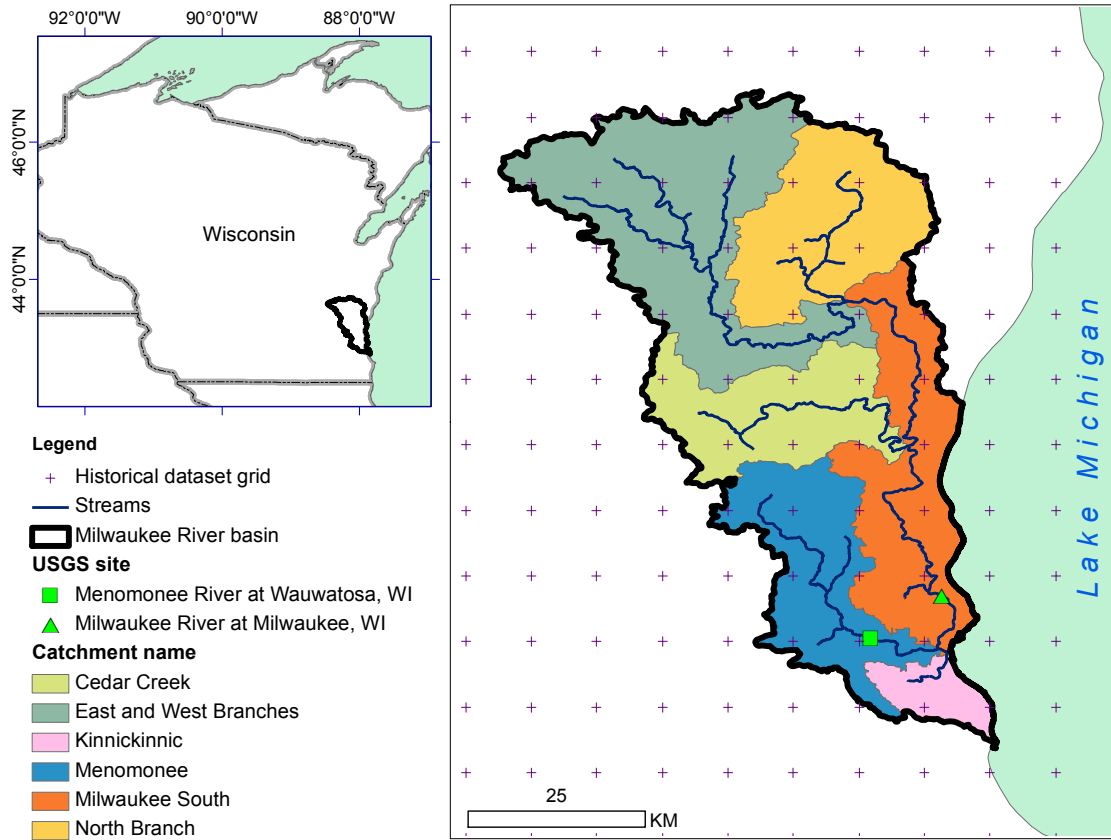 92°0'0"W
90°0'0"W
88°0'0"W
46°0'0"N
44°0'0"N
Wisconsin
Legend
Historical dataset grid
Streams
Milwaukee River basin
USGS site
Menomonee River at Wauwatosa, WI
Milwaukee River at Milwaukee, WI
Catchment name
Cedar Creek
East and West Branches
Kinnickinnic
Menomonee
Milwaukee South
North Branch
Lake Michigan
25
KM